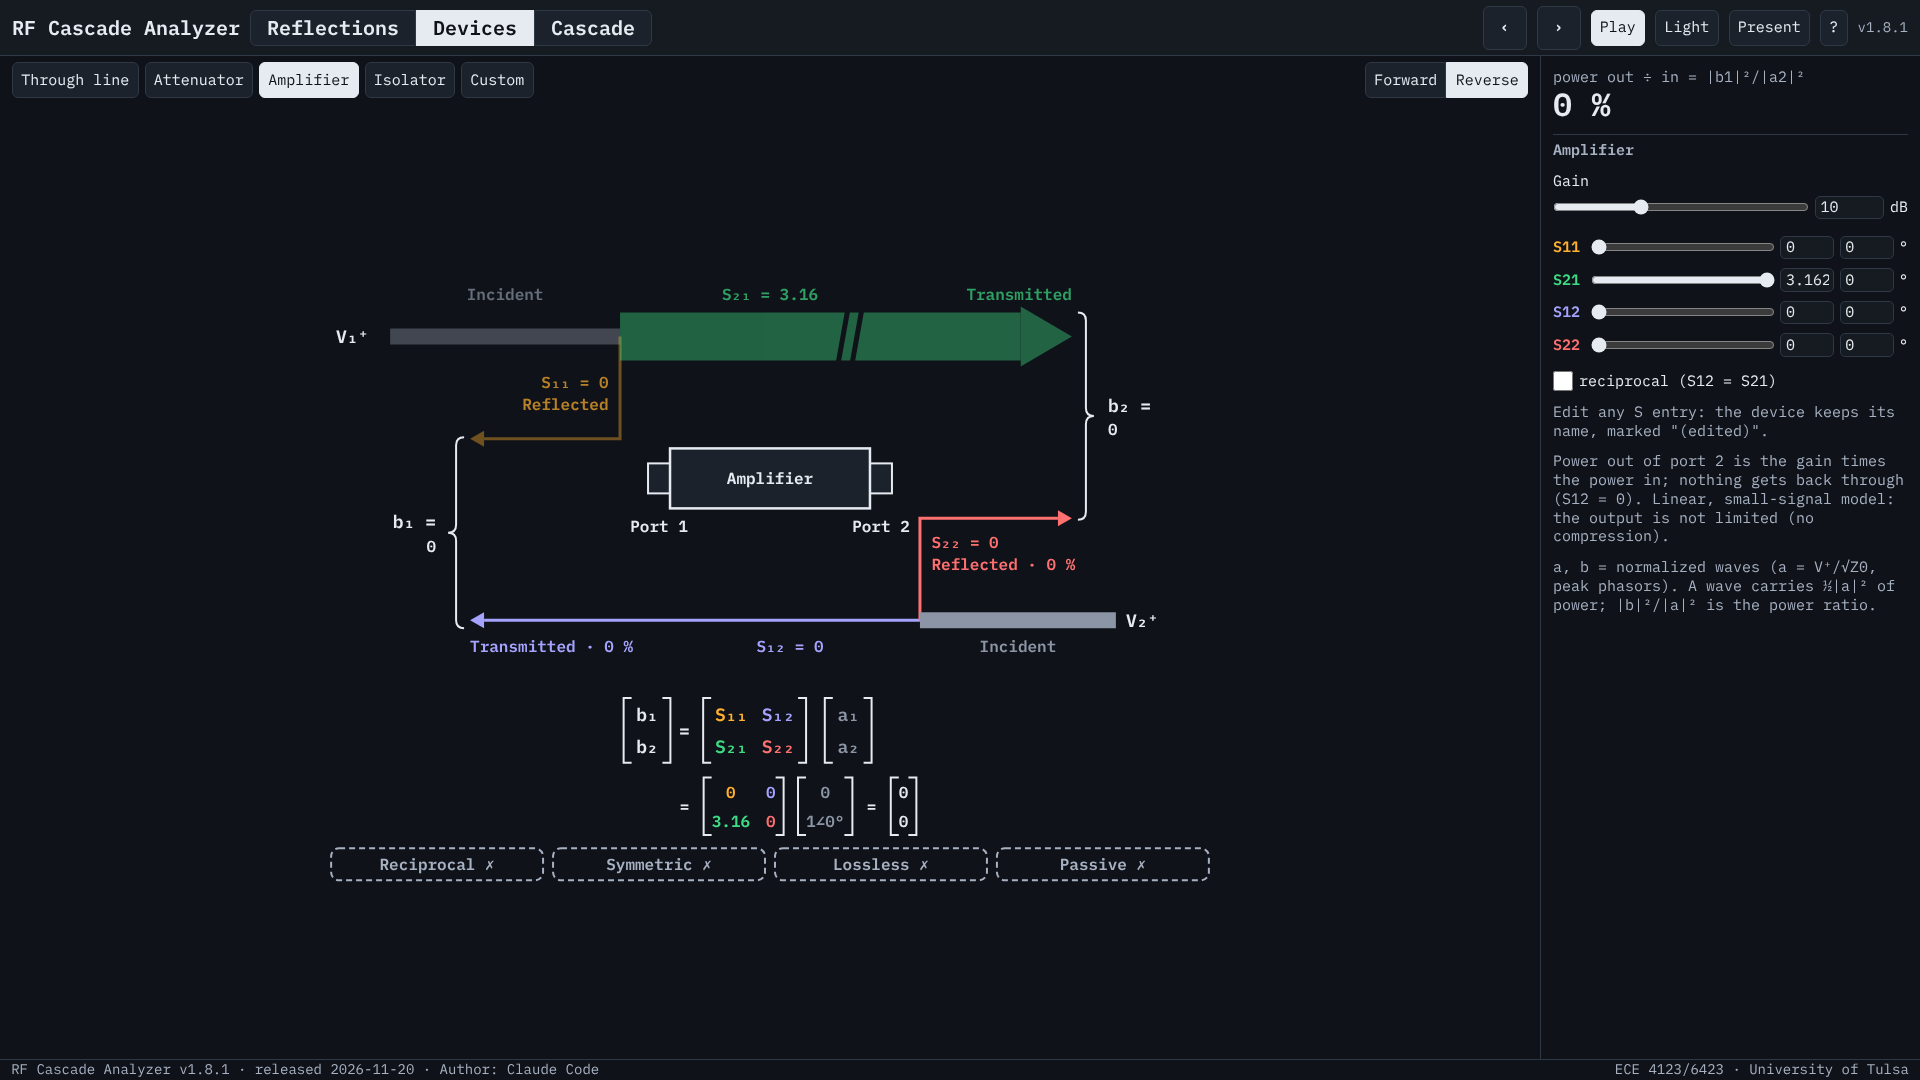 RF Cascade Analyzer Reflections Devices Cascade ‹ › Play Light Present ? v1.8.1
Through line Attenuator Amplifier Isolator Custom Forward Reverse
power out ÷ in = |b1|²/|a2|²
0 %
Amplifier
Gain
10 dB
S11 0 0 °
S21 3.162 0 °
S12 0 0 °
S22 0 0 °
reciprocal (S12 = S21)
Edit any S entry: the device keeps its
name, marked "(edited)".
Power out of port 2 is the gain times
the power in; nothing gets back through
(S12 = 0). Linear, small-signal model:
the output is not limited (no
compression).
a, b = normalized waves (a = V⁺/√Z0,
peak phasors). A wave carries ½|a|² of
power; |b|²/|a|² is the power ratio.
Incident S₂₁ = 3.16 Transmitted
V₁⁺
S₁₁ = 0
Reflected
b₂ =
0
Amplifier
Port 1 Port 2
b₁ =
0
S₂₂ = 0
Reflected · 0 %
V₂⁺
Transmitted · 0 % S₁₂ = 0 Incident
b₁ S₁₁ S₁₂ a₁
=
b₂ S₂₁ S₂₂ a₂
0 0 0 0
= =
3.16 0 1∠0° 0
Reciprocal ✗ Symmetric ✗ Lossless ✗ Passive ✗
RF Cascade Analyzer v1.8.1 · released 2026-11-20 · Author: Claude Code
ECE 4123/6423 · University of Tulsa